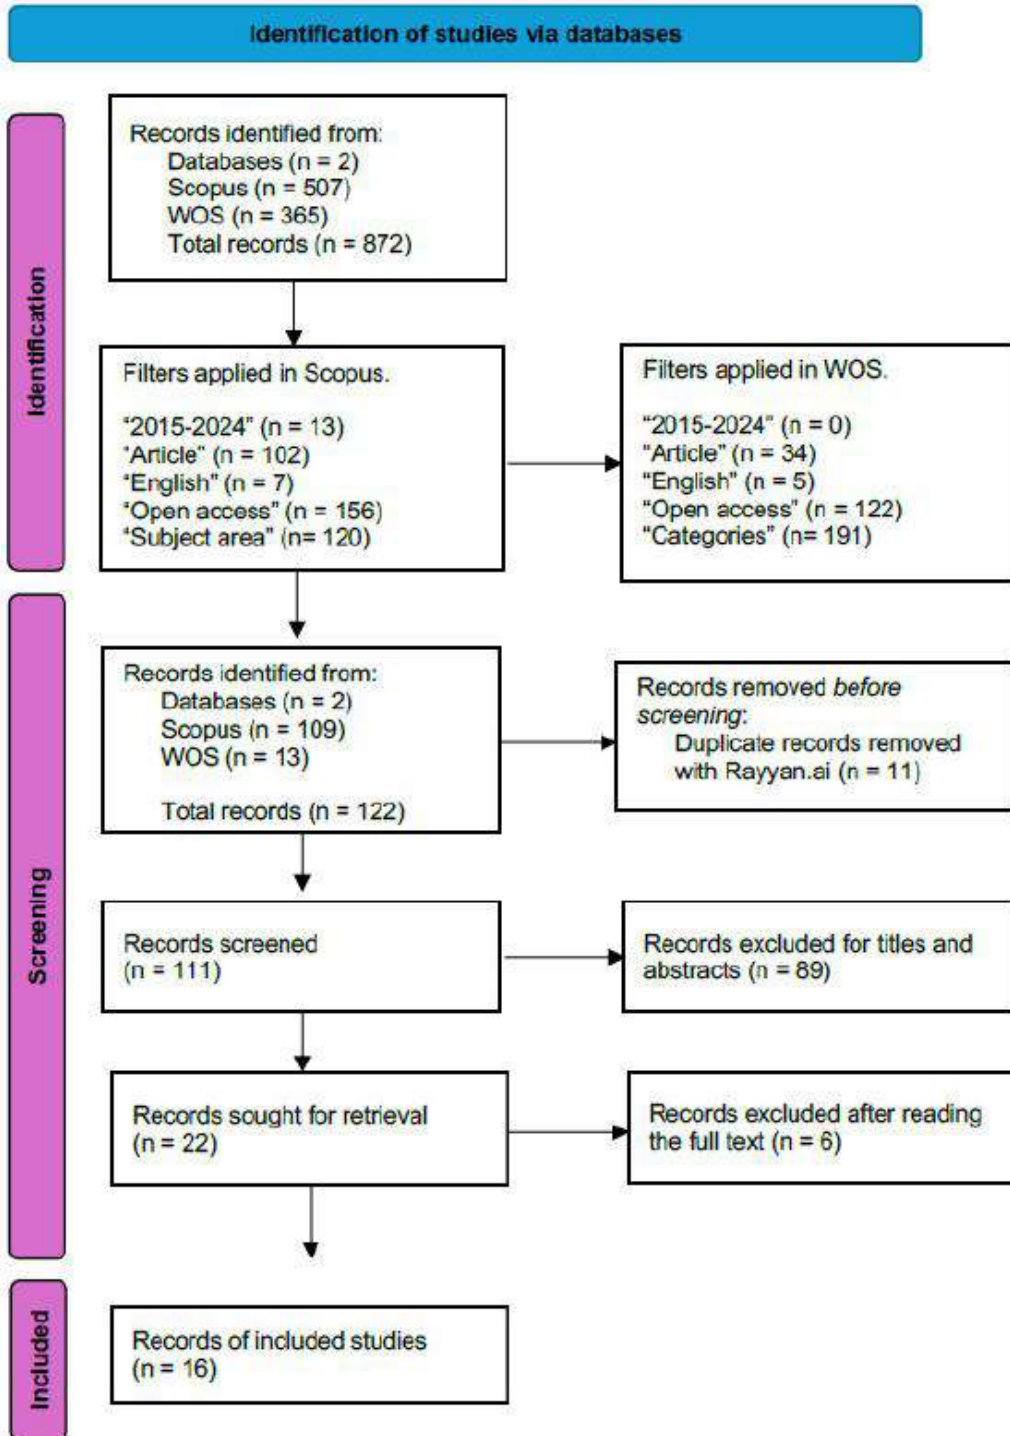 Identification of studies via databases
Identification
Records identified from:
Databases (n = 2)
Scopus (n = 507)
WOS (n = 365)
Total records (n = 872)
Filters applied in Scopus.
“2015-2024” (n = 13)
“Article” (n = 102)
“English” (n = 7)
“Open access” (n = 156)
“Subject area” (n= 120)
Filters applied in WOS.
“2015-2024” (n = 0)
“Article” (n = 34)
“English” (n = 5)
“Open access” (n = 122)
“Categories” (n= 191)
Screening
Records identified from:
Databases (n = 2)
Scopus (n = 109)
WOS (n = 13)
Total records (n = 122)
Records removed before
screening:
Duplicate records removed
with Rayyan.ai (n = 11)
Records screened
(n = 111)
Records excluded for titles and
abstracts (n = 89)
Records sought for retrieval
(n = 22)
Records excluded after reading
the full text (n = 6)
Included
Records of included studies
(n = 16)